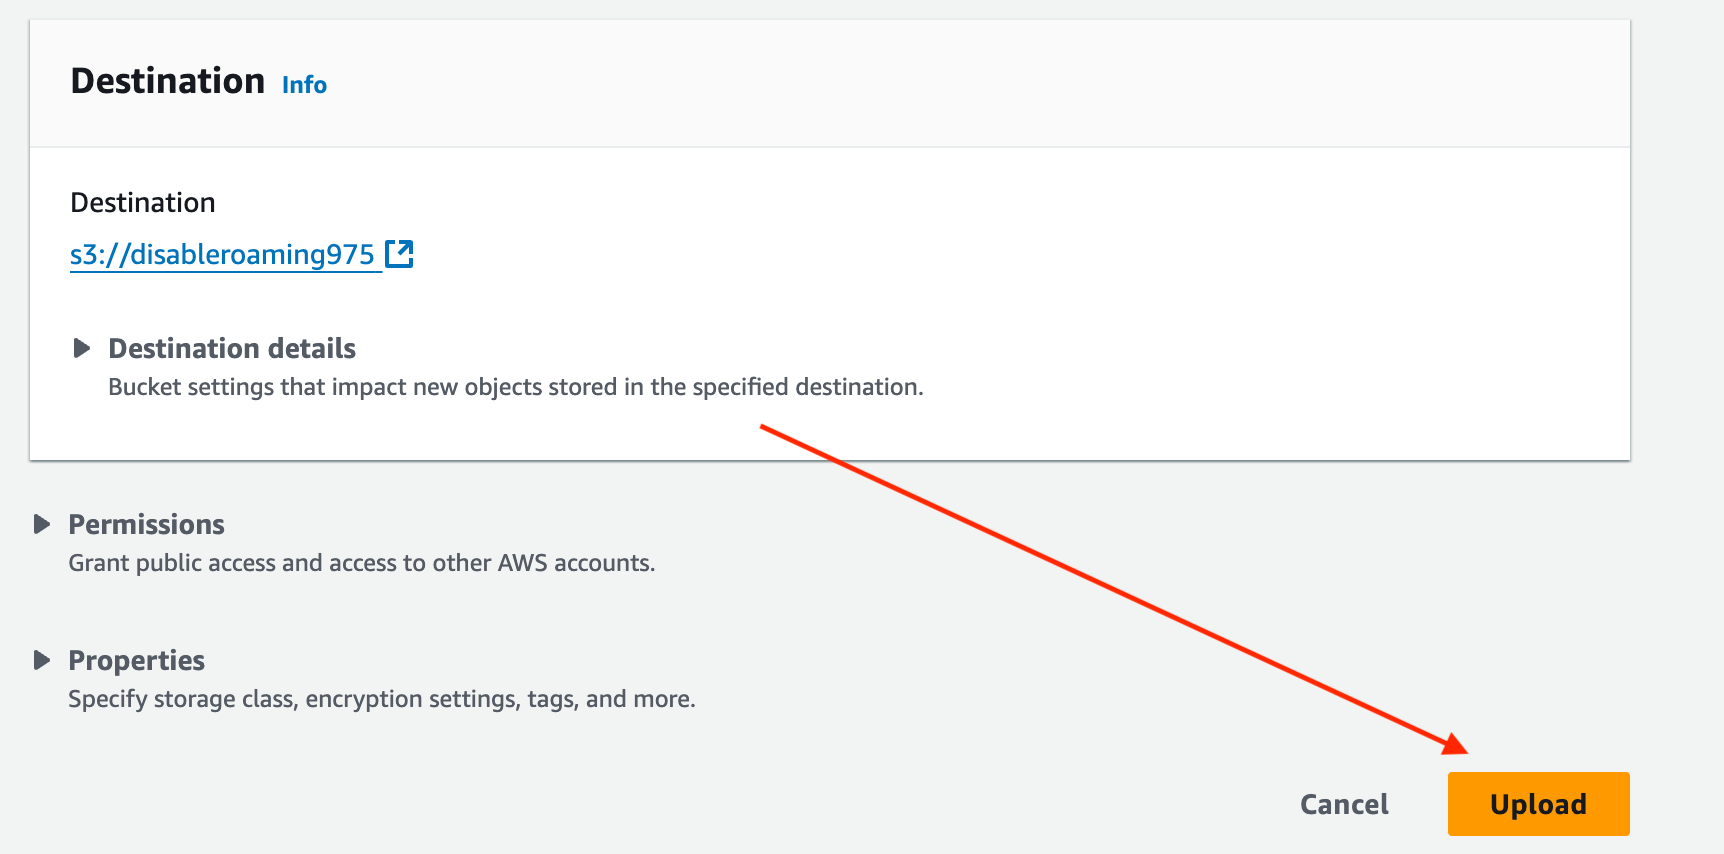 Destination Info
Destination
s3://disableroaming975
Destination details
Bucket settings that impact new objects stored in the specified destination.
Permissions
Grant public access and access to other AWS accounts.
Properties
Specify storage class, encryption settings, tags, and more.
Cancel Upload